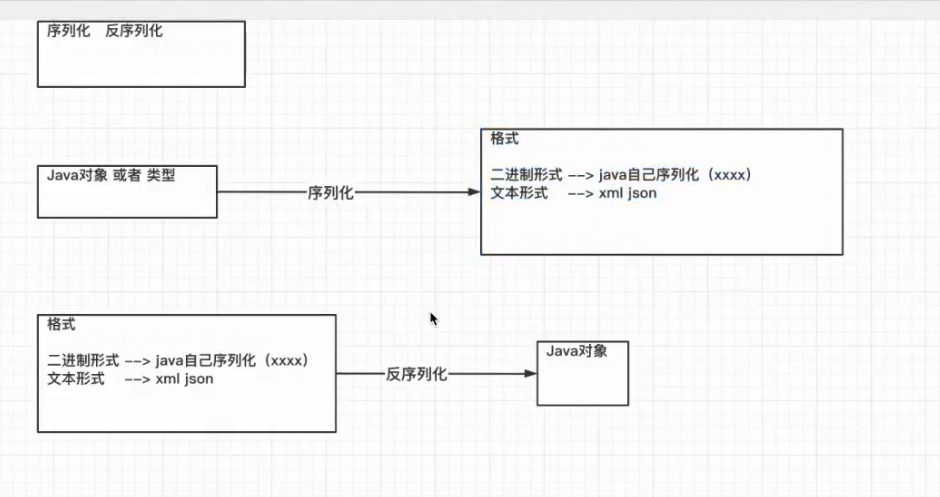 序列化 反序列化
Java对象 或者 类型
序列化
格式
二进制形式 --> java自己序列化（xxxx）
文本形式 --> xml json
格式
二进制形式 --> java自己序列化（xxxx）
文本形式 --> xml json
反序列化
Java对象